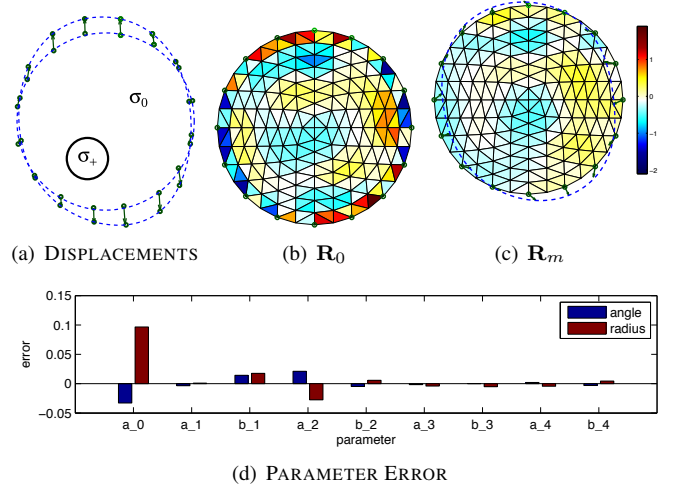 σ₀
σ₊
1
0
-1
-2
(a) DISPLACEMENTS
(b) R₀
(c) Rₘ
0.15
0.1
0.05
0
−0.05
error
angle
radius
a_0 a_1 b_1 a_2 b_2 a_3 b_3 a_4 b_4
parameter
(d) PARAMETER ERROR